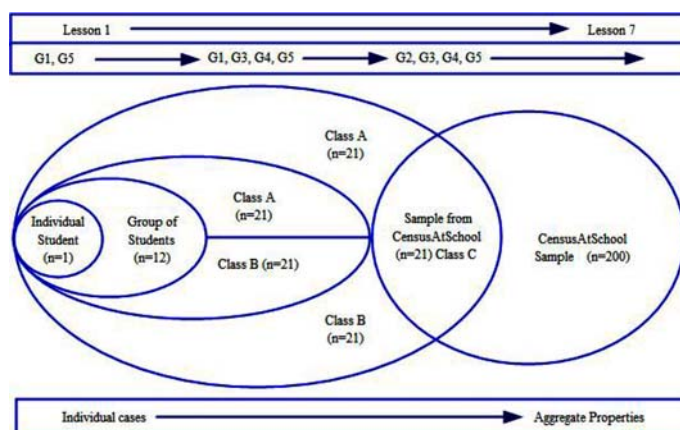 Lesson 1 Lesson 7
G1, G5 G1, G3, G4, G5 G2, G3, G4, G5
Class A
(n=21)
Class A
(n=21)
Individual
Student
(n=1)
Group of
Students
(n=12)
Class B (n=21)
Sample from
CensusAtSchool
(n=21) Class C
CensusAtSchool
Sample (n=200)
Class B
(n=21)
Individual cases Aggregate Properties